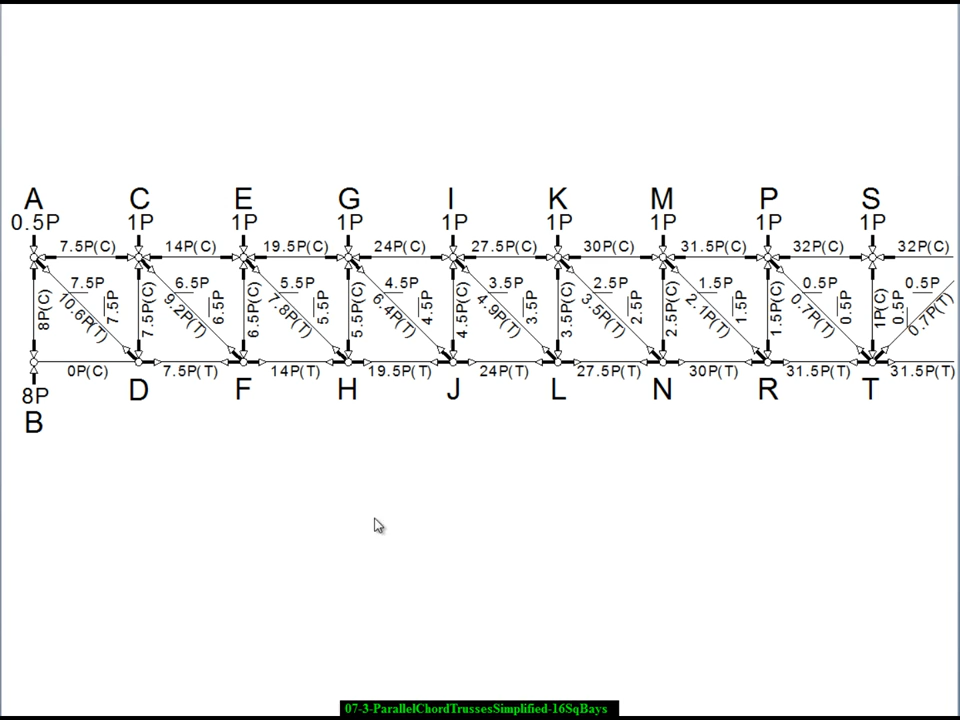 A C E G I K M P S
0.5P 1P 1P 1P 1P 1P 1P 1P 1P
7.5P(C) 14P(C) 19.5P(C) 24P(C) 27.5P(C) 30P(C) 31.5P(C) 32P(C) 32P(C)
7.5P 6.5P 5.5P 4.5P 3.5P 2.5P 1.5P 0.5P 0.5P
8P(C) 10.6P(T) 7.5P 7.5P(C) 9.2P(T) 6.5P 6.5P(C) 7.8P(T) 5.5P 5.5P(C) 6.4P(T) 4.5P 4.5P(C) 4.9P(T) 3.5P 3.5P(C) 3.5P(T) 2.5P 2.5P(C) 2.1P(T) 1.5P 1.5P(C) 0.7P(T) 0.5P 1P(C) 0.5P 0.7P(T)
0P(C) 7.5P(T) 14P(T) 19.5P(T) 24P(T) 27.5P(T) 30P(T) 31.5P(T) 31.5P(T)
8P D F H J L N R T
B
07-3-ParallelChordTrussesSimplified-16SqBays